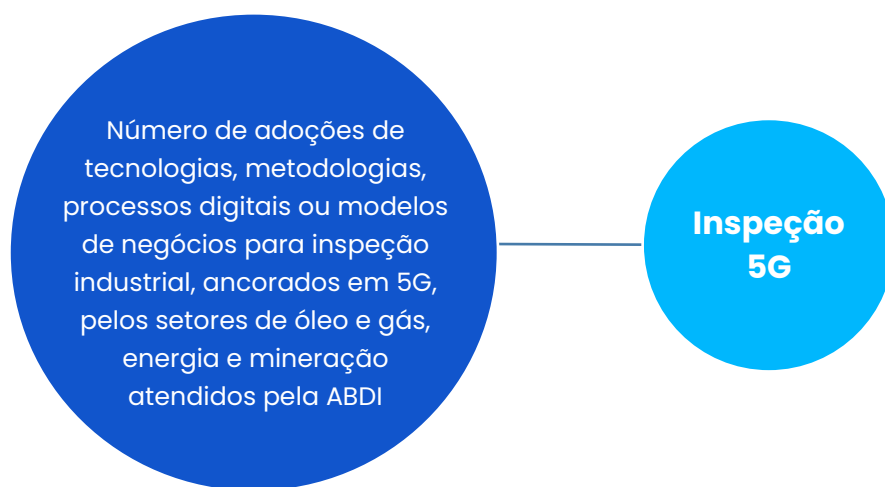 Número de adoções de
tecnologias, metodologias,
processos digitais ou modelos
de negócios para inspeção
industrial, ancorados em 5G,
pelos setores de óleo e gás,
energia e mineração
atendidos pela ABDI
Inspeção
5G